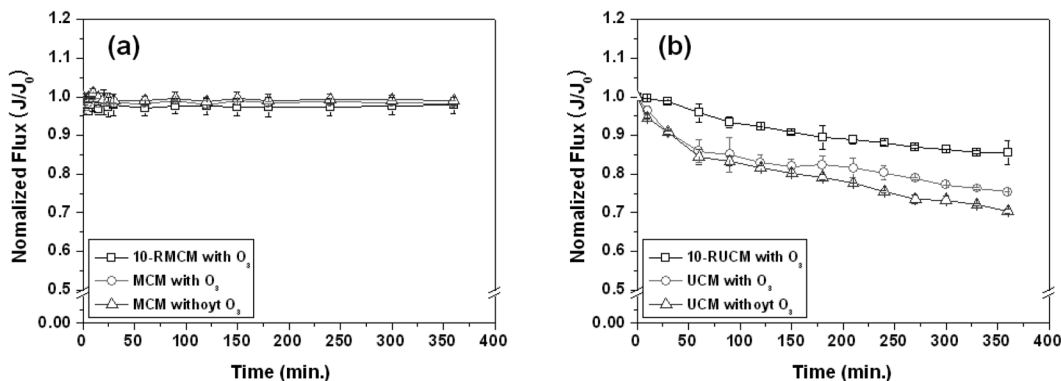 (a)
Nomalized Flux (J/J0)
1.2
1.1
1.0
0.9
0.8
0.7
0.6
0.5
0.00
10-RMCM with O3
MCM with O3
MCM withoyt O3
0 50 100 150 200 250 300 350 400
Time (min.)
(b)
Nomalized Flux (J/J0)
1.2
1.1
1.0
0.9
0.8
0.7
0.6
0.5
0.00
10-RUCM with O3
UCM with O3
UCM withoyt O3
0 50 100 150 200 250 300 350 400
Time (min.)